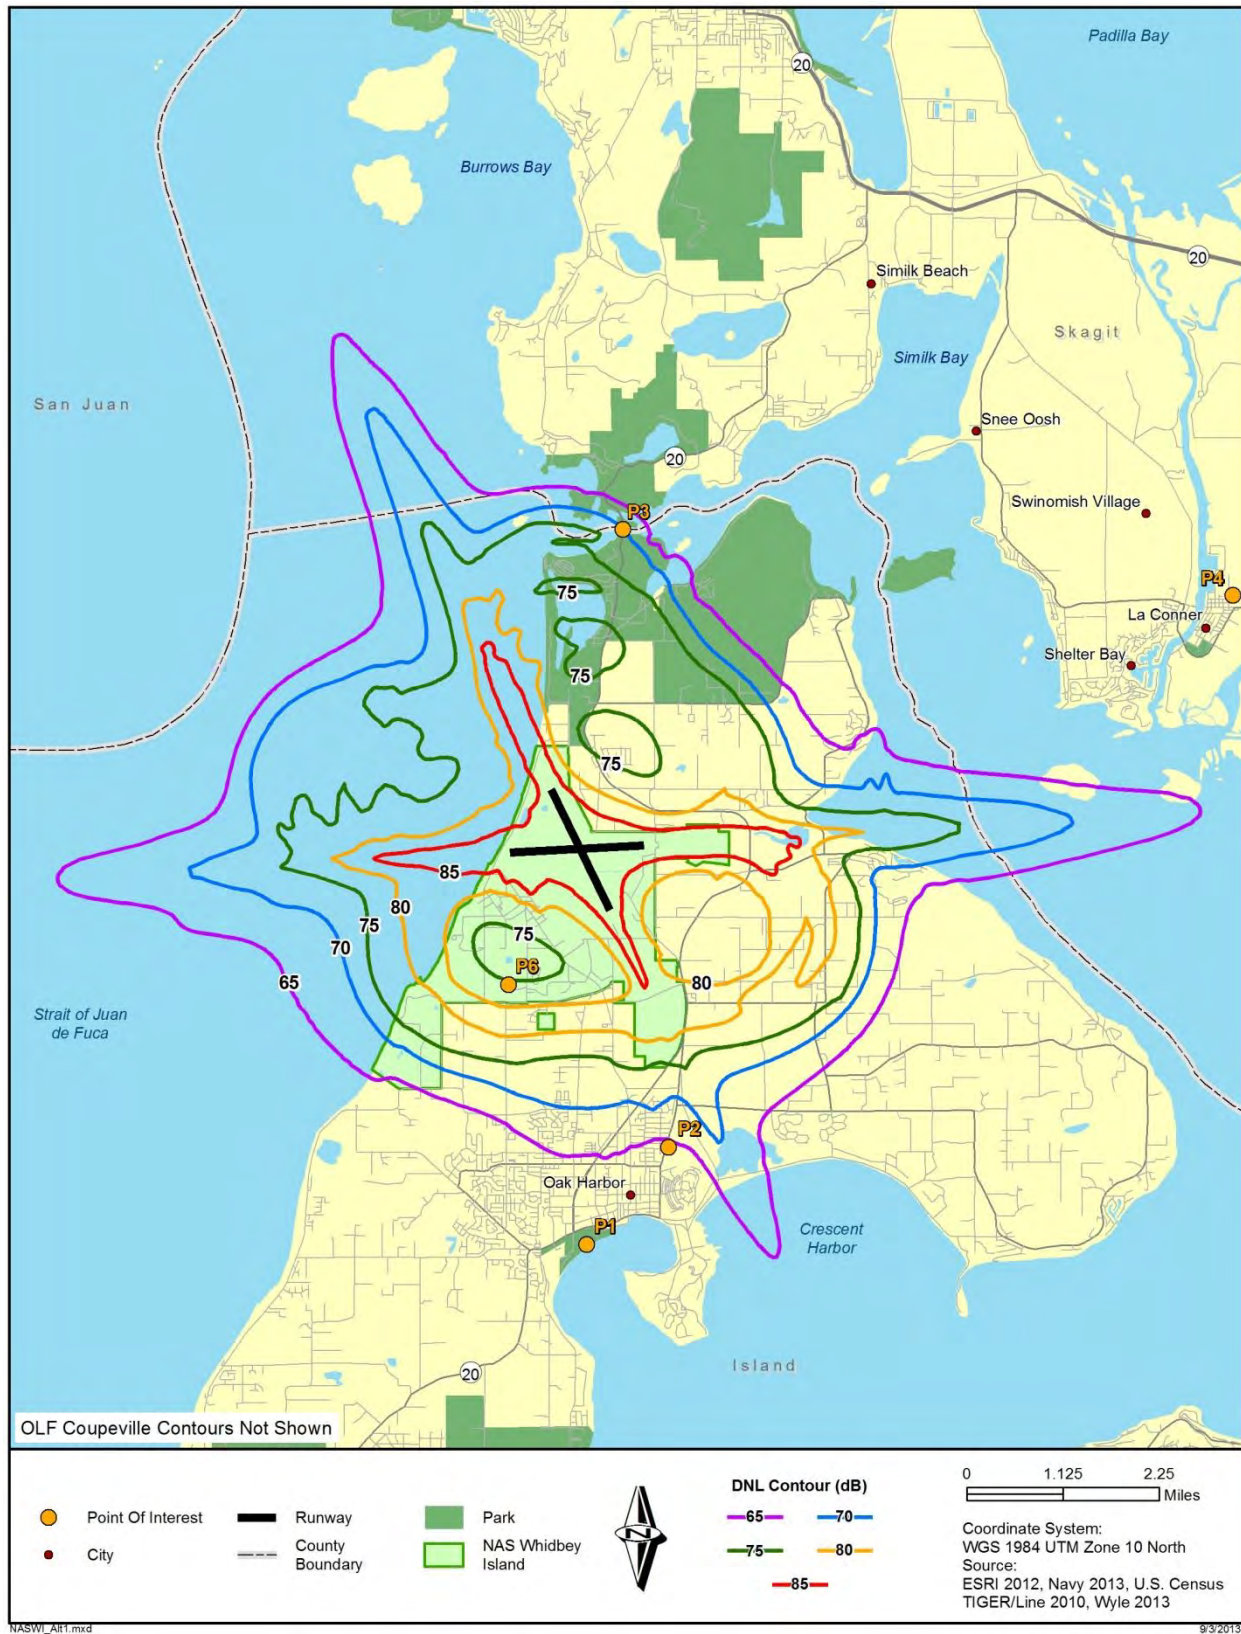 Padilla Bay
20
Burrows Bay
20
Similk Beach
Skagit
Similk Bay
San Juan
Snee Oosh
20
Swinomish Village
P3
P4
75
La Conner
Shelter Bay
75
75
85
80
75
75
70
P6
80
65
Strait of Juan
de Fuca
P2
Oak Harbor
P1
Crescent
Harbor
Island
20
OLF Coupeville Contours Not Shown
Point Of Interest
City
Runway
County
Boundary
Park
NAS Whidbey
Island
N
DNL Contour (dB)
65
70
75
80
85
0 1.125 2.25
Miles
Coordinate System:
WGS 1984 UTM Zone 10 North
Source:
ESRI 2012, Navy 2013, U.S. Census
TIGER/Line 2010, Wyle 2013
NASWI_Alt1.mxd
9/3/2013